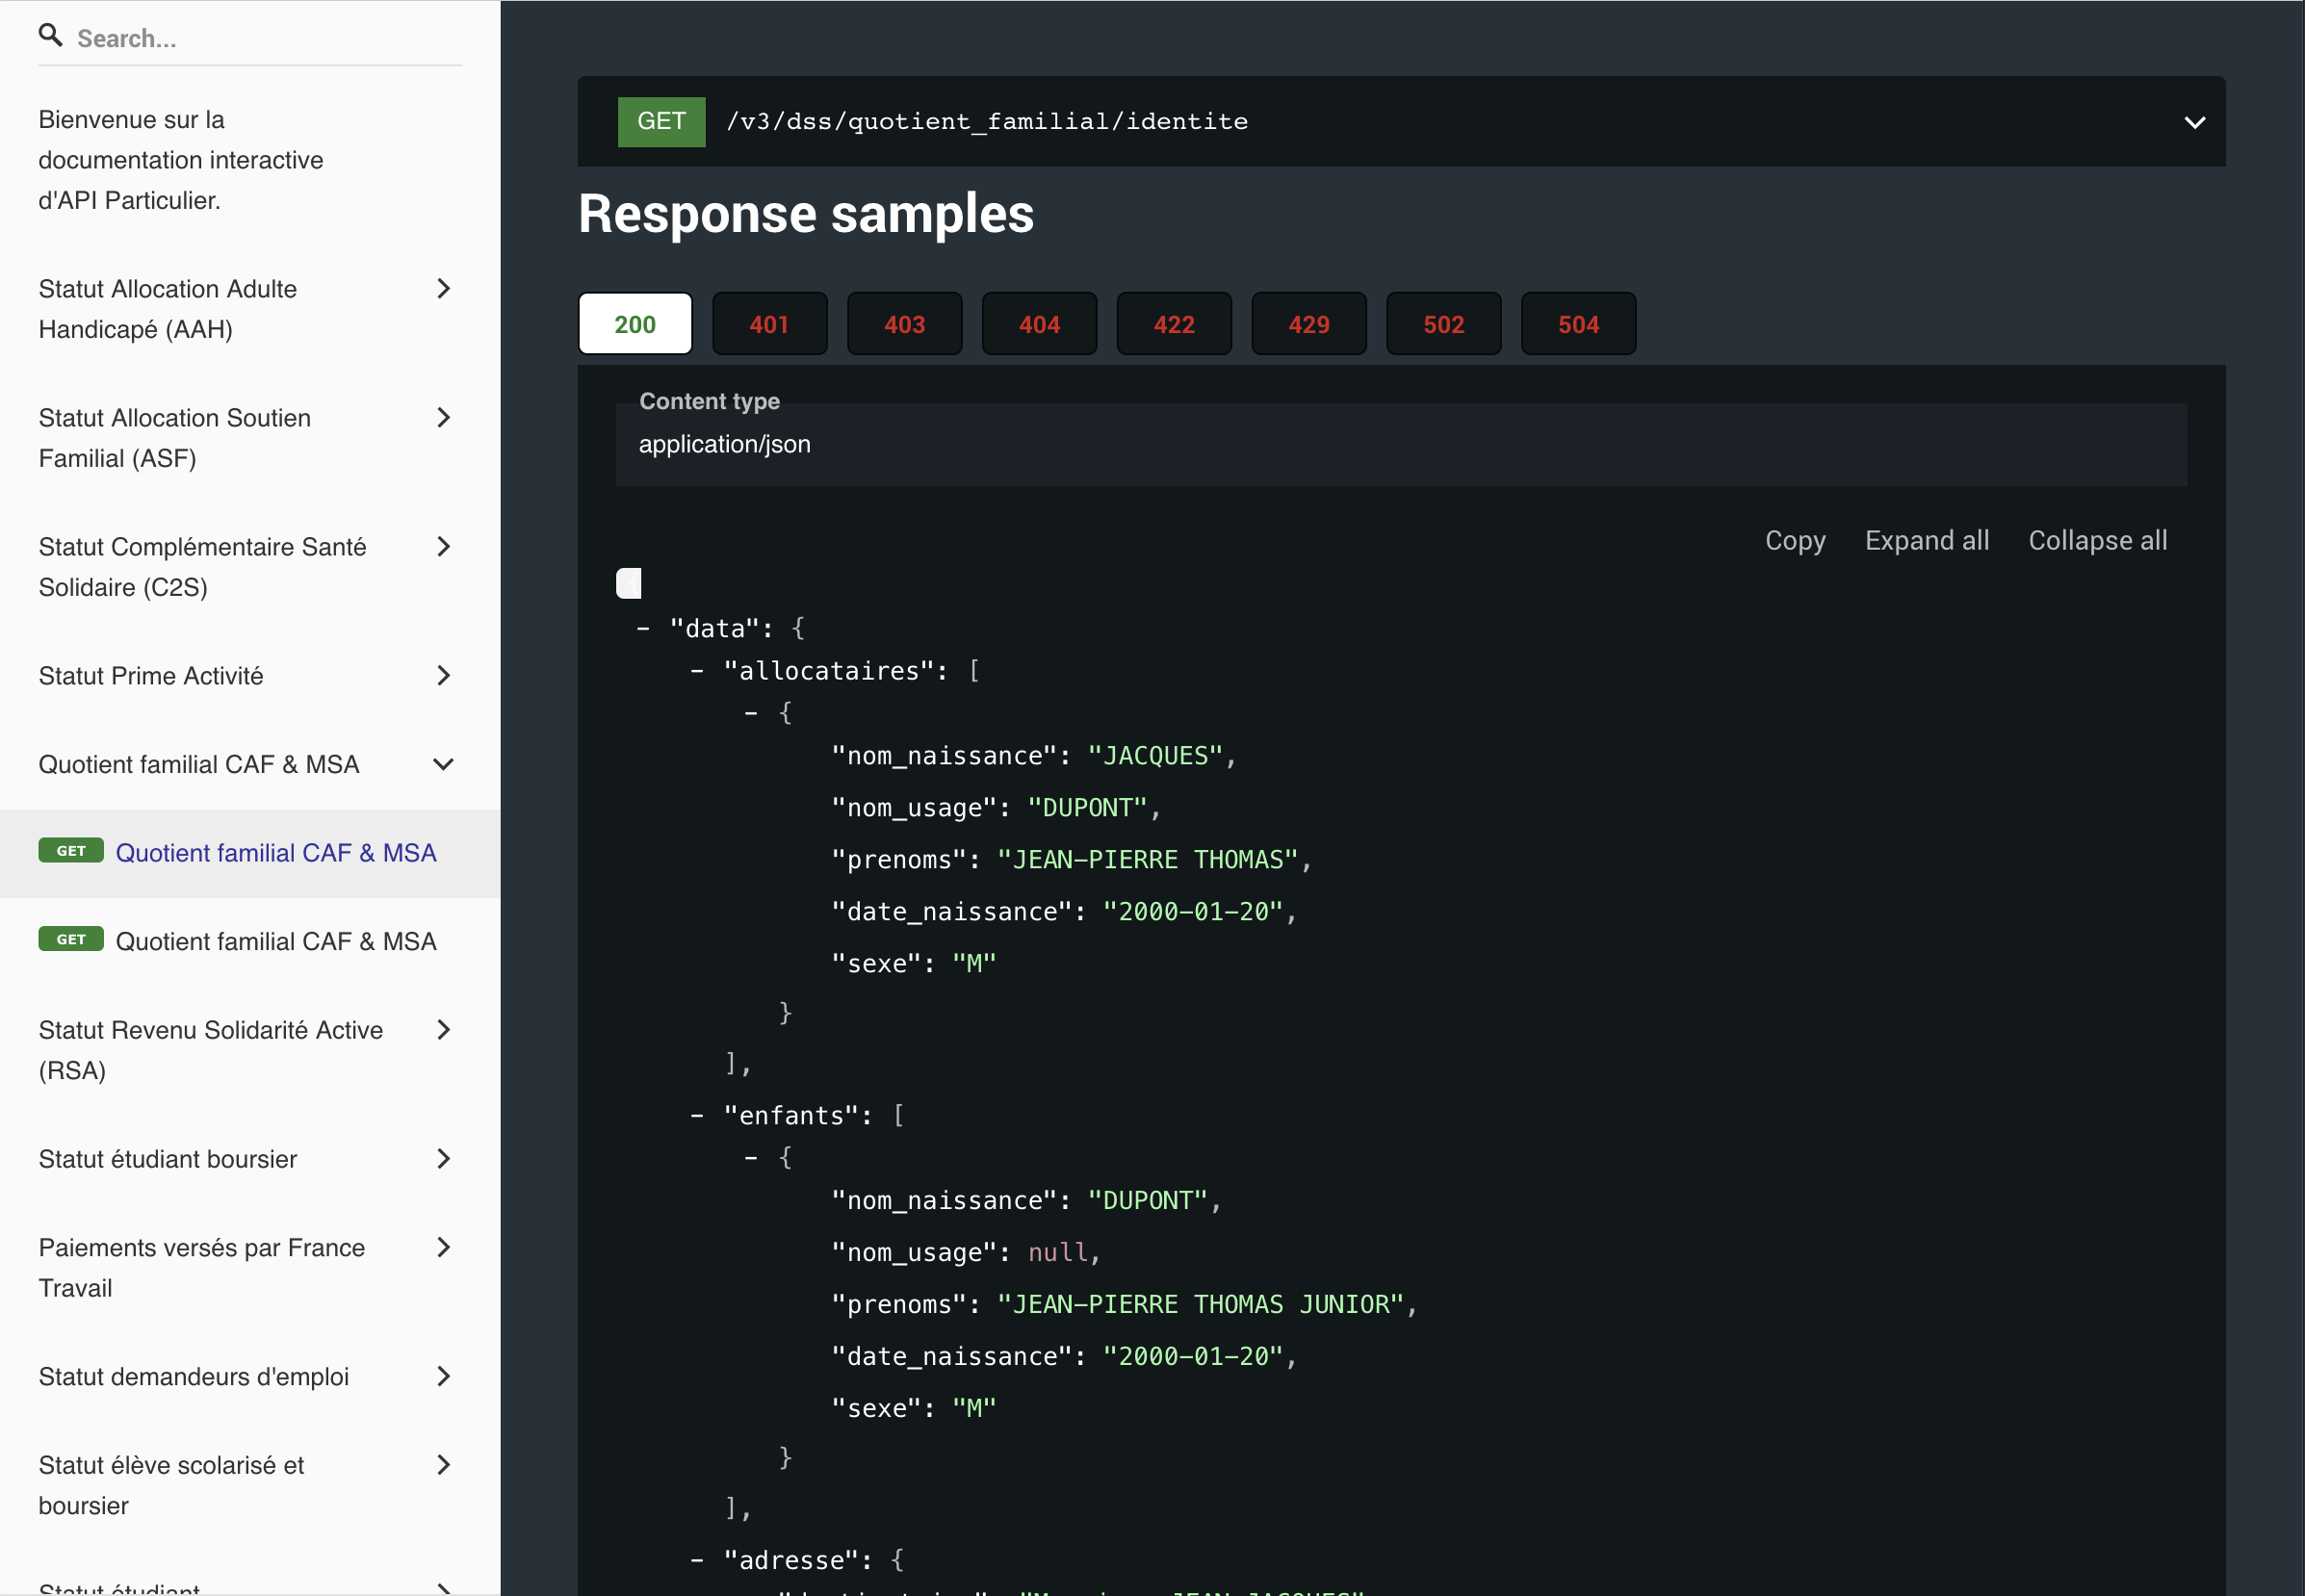 Search...
Bienvenue sur la
documentation interactive
d'API Particulier.
Statut Allocation Adulte
Handicapé (AAH)
Statut Allocation Soutien
Familial (ASF)
Statut Complémentaire Santé
Solidaire (C2S)
Statut Prime Activité
Quotient familial CAF & MSA
GET Quotient familial CAF & MSA
GET Quotient familial CAF & MSA
Statut Revenu Solidarité Active
(RSA)
Statut étudiant boursier
Paiements versés par France
Travail
Statut demandeurs d'emploi
Statut élève scolarisé et
boursier
Statut étudiant
GET /v3/dss/quotient_familial/identite
Response samples
200 401 403 404 422 429 502 504
Content type
application/json
Copy Expand all Collapse all
- "data": {
- "allocataires": [
- {
"nom_naissance": "JACQUES",
"nom_usage": "DUPONT",
"prenoms": "JEAN-PIERRE THOMAS",
"date_naissance": "2000-01-20",
"sexe": "M"
}
],
- "enfants": [
- {
"nom_naissance": "DUPONT",
"nom_usage": null,
"prenoms": "JEAN-PIERRE THOMAS JUNIOR",
"date_naissance": "2000-01-20",
"sexe": "M"
}
],
- "adresse": {